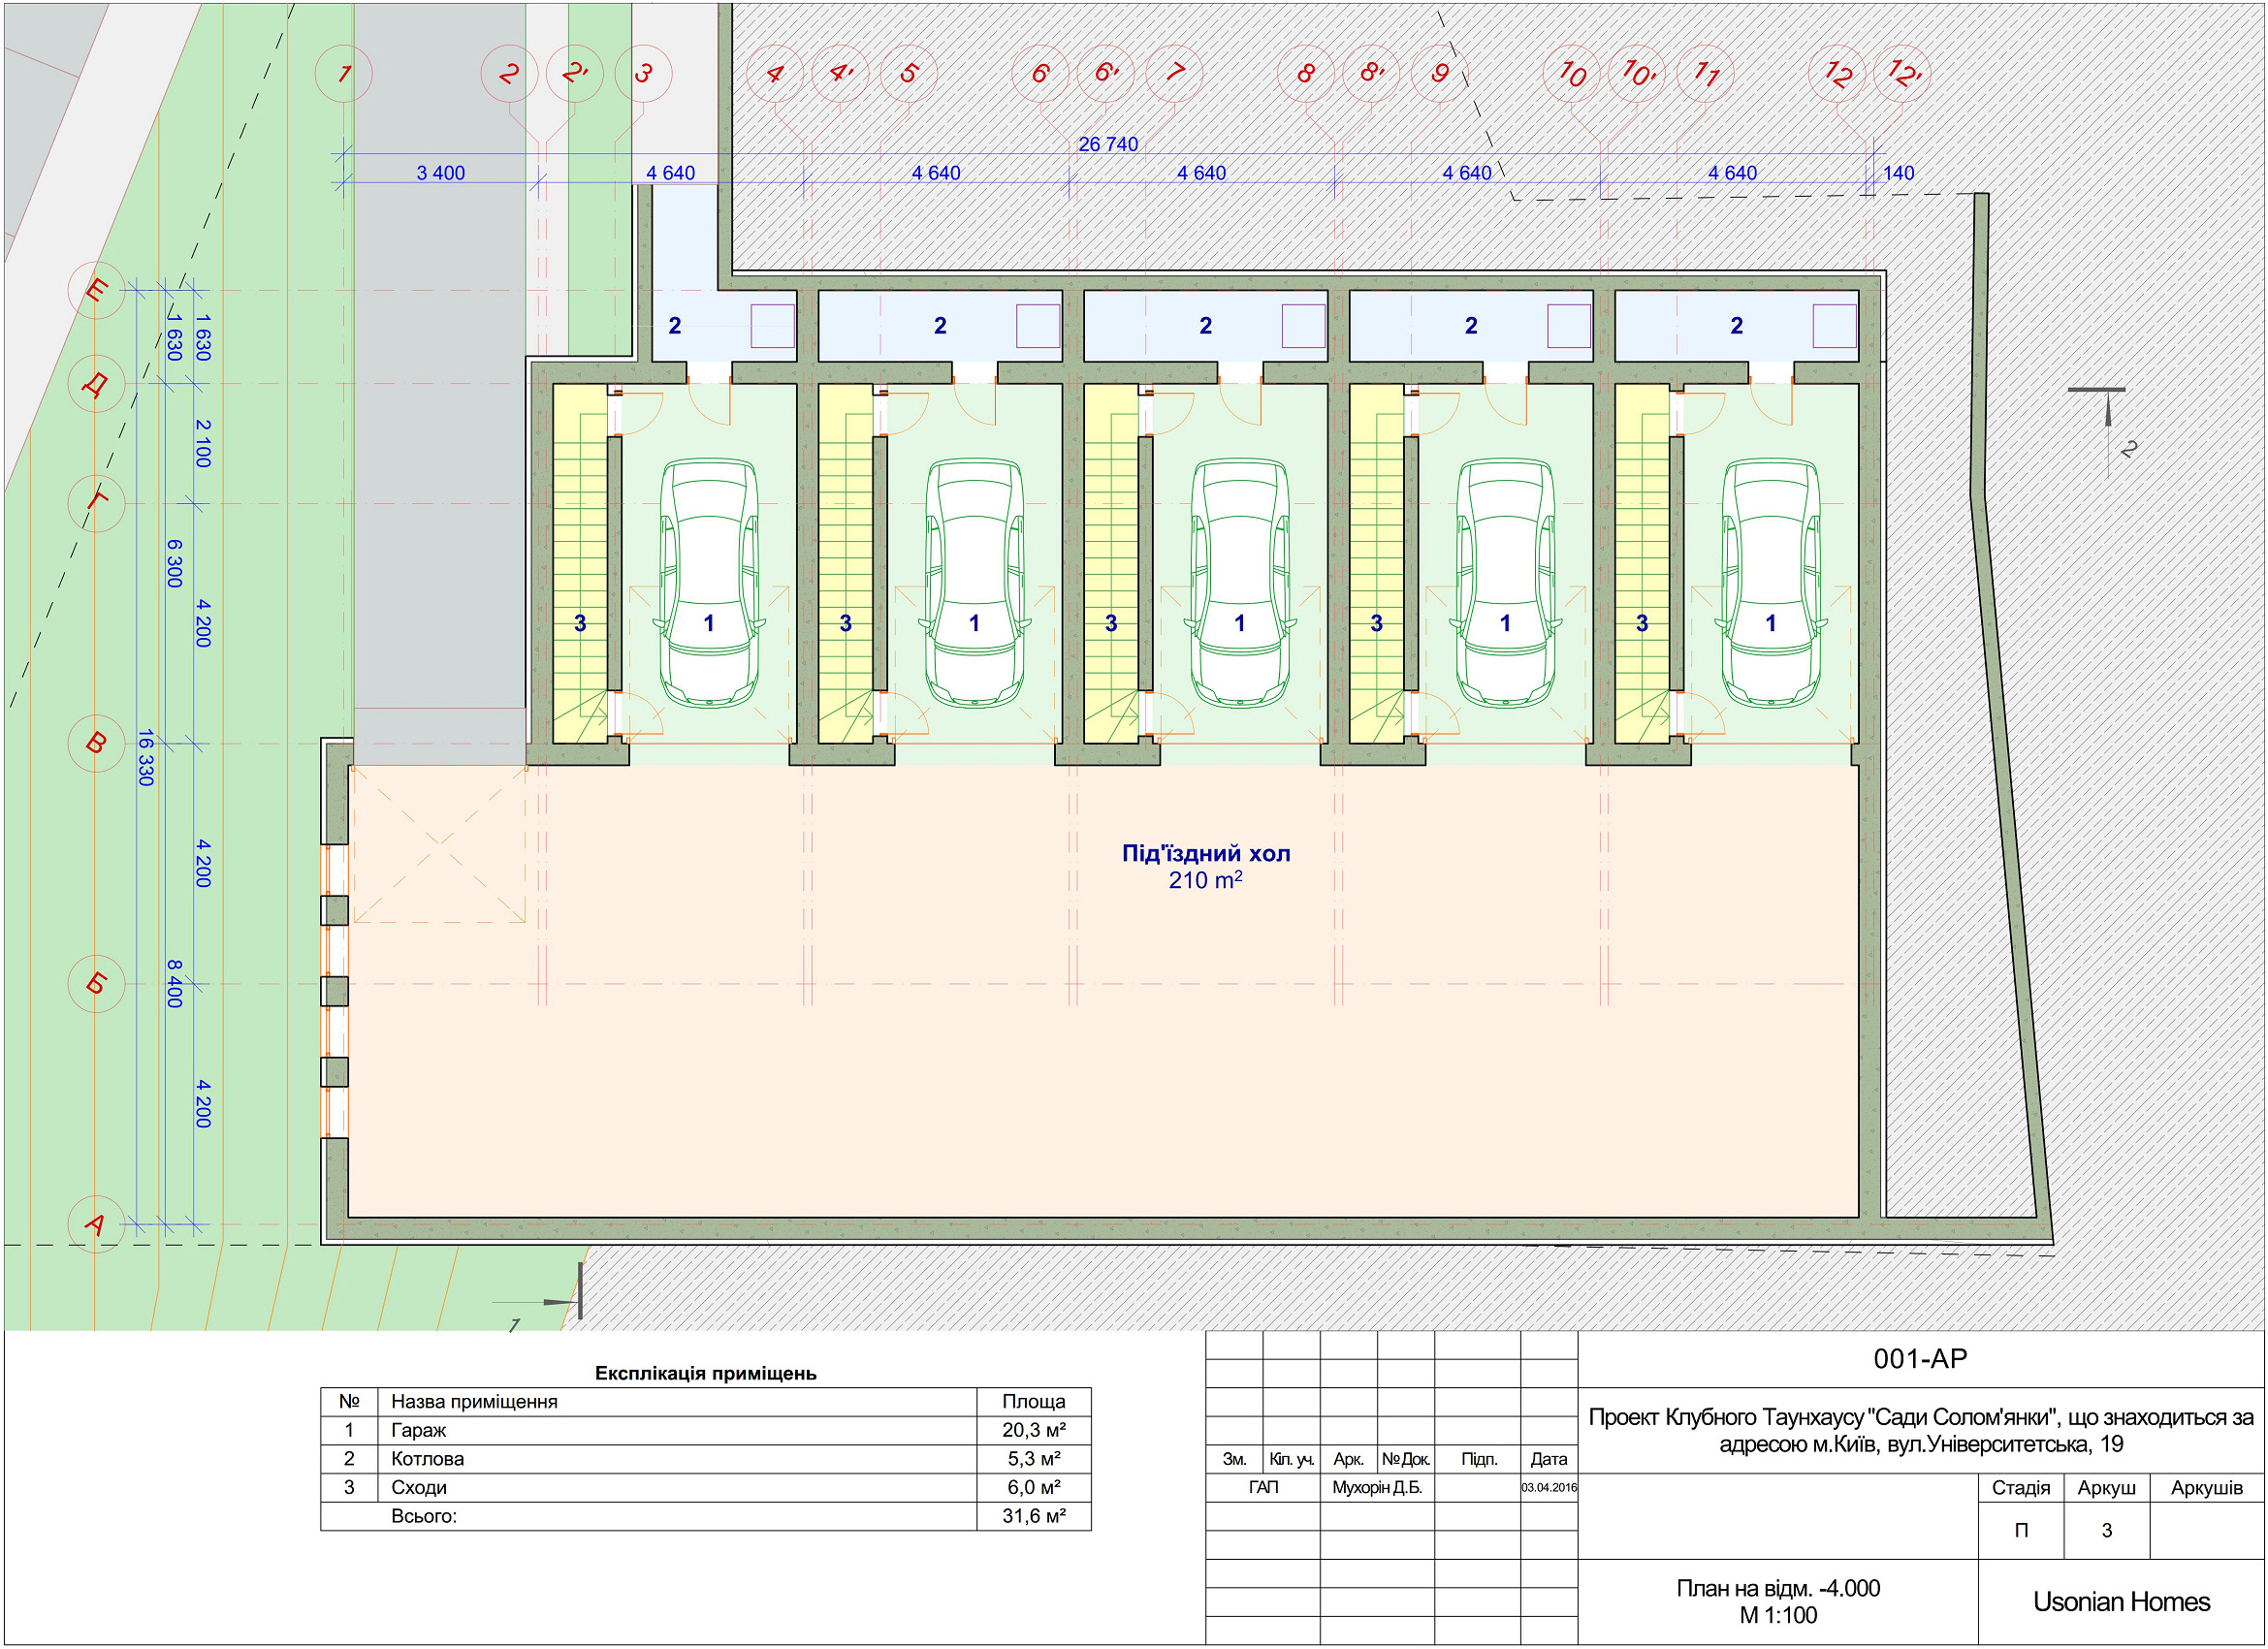 1 2 2' 3 4 4' 5 6 6' 7 8 8' 9 10 10' 11 12 12'
26 740
3 400 4 640 4 640 4 640 4 640 4 640 140
Е
1 630 1 630
2 2 2 2 2
Д
2 100
2
Г
6 300
4 200
3 1 3 1 3 1 3 1 3 1
В
16 330
4 200
Під'їздний хол
210 m²
Б
8 400
4 200
А
1
Експлікація приміщень
№ Назва приміщення Площа
1 Гараж 20,3 м²
2 Котлова 5,3 м²
3 Сходи 6,0 м²
Всього: 31,6 м²
001-АР
Проект Клубного Таунхаусу "Сади Солом'янки", що знаходиться за
адресою м.Київ, вул.Університетська, 19
Зм. Кіл. уч. Арк. № Док. Підп. Дата
ГАП Мухорін Д.Б. 03.04.2016
Стадія Аркуш Аркушів
П 3
План на відм. -4.000
М 1:100
Usonian Homes